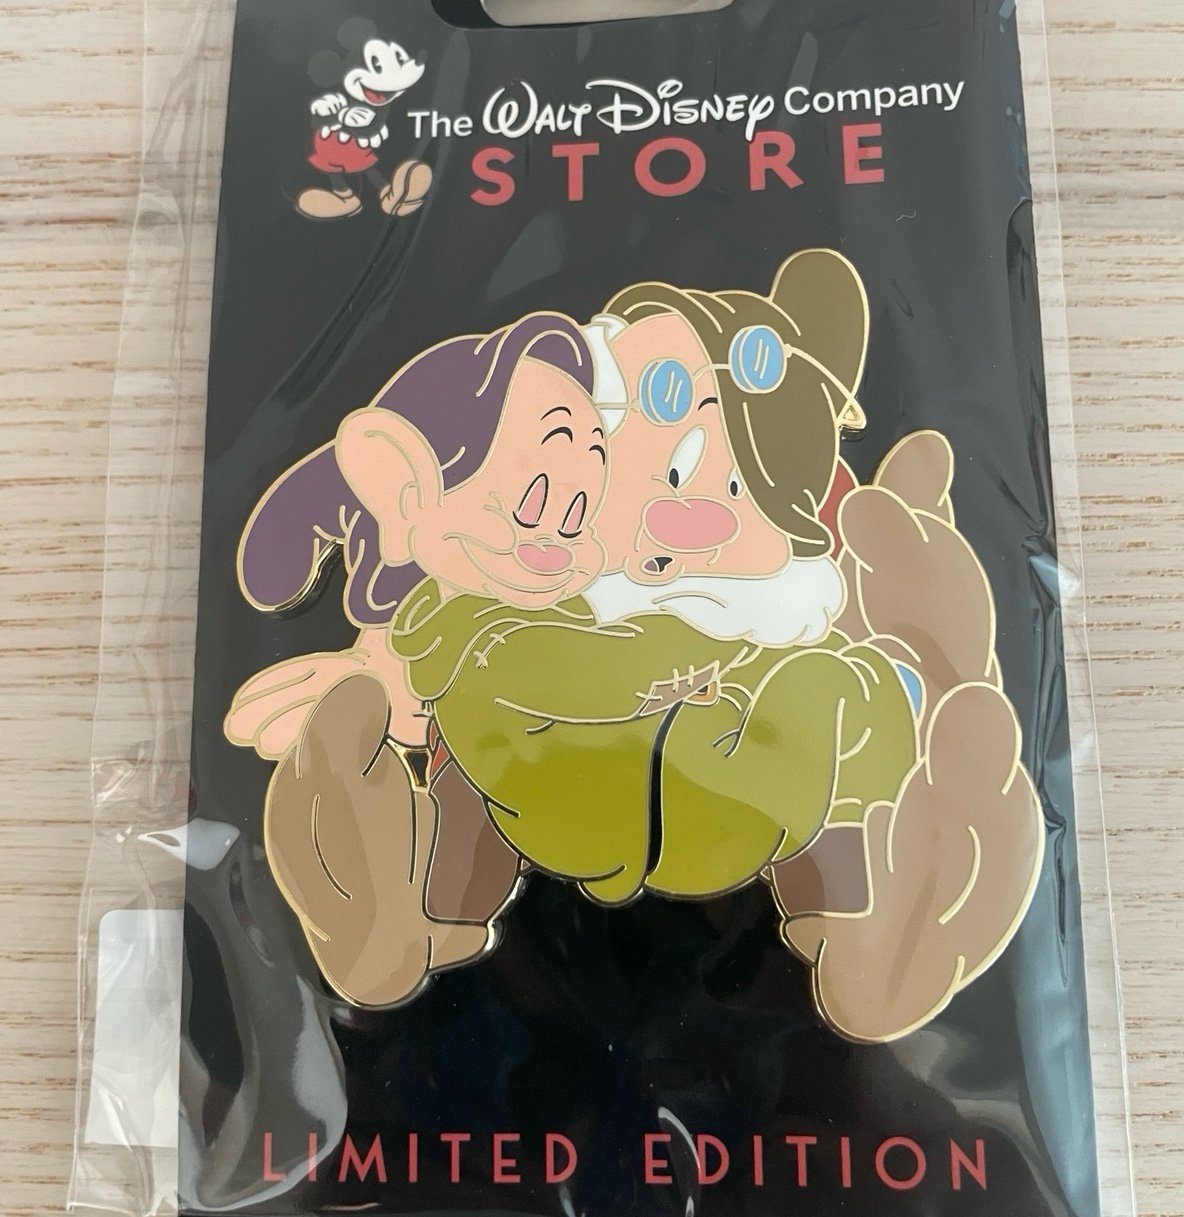 The WALT DISNEY Company
STORE
LIMITED EDITION